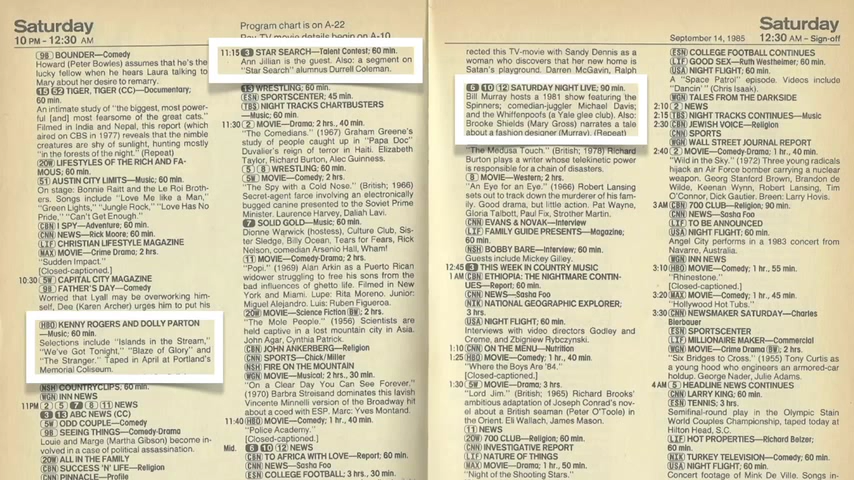 Saturday
10 PM - 12:30 AM
9B BOUNDER—Comedy
Howard (Peter Bowles) assumes that he's the
lucky fellow when he hears Laura talking to
Mary about her desire to remarry.
15 52 TIGER, TIGER (CC)—Documentary;
60 min.
An intimate study of "the biggest, most power-
ful [and] most fearsome of the great cats."
Filmed in India and Nepal, this report (which
aired on CBS in 1977) reveals that the nimble
creatures are shy of sunlight, hunting mostly
"in the forests of the night." (Repeat)
20W LIFESTYLES OF THE RICH AND FA-
MOUS; 60 min.
51 AUSTIN CITY LIMITS—Music; 60 min.
On stage: Bonnie Raitt and the Le Roi Broth-
ers. Songs include "Love Me like a Man,"
"Green Lights," "Jungle Rock," "Love Has No
Pride," "Can't Get Enough."
CBN I SPY—Adventure; 60 min.
CNN NEWS—Rick Moore; 60 min.
LIF CHRISTIAN LIFESTYLE MAGAZINE
MAX MOVIE—Crime Drama; 2 hrs.
"Sudden Impact."
[Closed-captioned.]
10:30 5W CAPITAL CITY MAGAZINE
9B FATHER'S DAY—Comedy
Worried that Lyall may be overworking him-
self, Dee (Karen Archer) urges him to put his
HBO KENNY ROGERS AND DOLLY PARTON
—Music; 60 min.
Selections include "Islands in the Stream,"
"We've Got Tonight," "Blaze of Glory" and
"The Stranger." Taped in April at Portland's
Memorial Coliseum.
NSH COUNTRYCLIPS; 60 min.
WGN INN NEWS
11PM 2 5 7 8 11 NEWS
3 13 ABC NEWS (CC)
5W ODD COUPLE—Comedy
9B SEEING THINGS—Comedy-Drama
Louie and Marge (Martha Gibson) become in-
volved in a case of political assassination.
20W ALL IN THE FAMILY
CBN SUCCESS 'N' LIFE—Religion
CNN PINNACLE—Profile
Program chart is on A-22
Pay-TV movie details begin on A-10
11:15 3 STAR SEARCH—Talent Contest; 60 min.
Ann Jillian is the guest. Also: a segment on
"Star Search" alumnus Durrell Coleman.
13 WRESTLING; 60 min.
ESN SPORTSCENTER; 45 min.
TBS NIGHT TRACKS CHARTBUSTERS
—Music; 60 min.
11:30 2 MOVIE—Drama; 2 hrs., 40 min.
"The Comedians." (1967) Graham Greene's
study of people caught up in "Papa Doc"
Duvalier's reign of terror in Haiti. Elizabeth
Taylor, Richard Burton, Alec Guinness.
5 8 WRESTLING; 60 min.
5W MOVIE—Comedy; 2 hrs.
"The Spy with a Cold Nose." (British; 1966)
Secret-agent farce involving an electronically
bugged canine presented to the Soviet Prime
Minister. Laurence Harvey, Daliah Lavi.
7 SOLID GOLD—Music; 60 min.
Dionne Warwick (hostess), Culture Club, Sis-
ter Sledge, Billy Ocean, Tears for Fears, Rick
Nelson, comedian Arsenio Hall, Wham!
11 MOVIE—Comedy-Drama; 2 hrs.
"Popi." (1969) Alan Arkin as a Puerto Rican
widower struggling to free his sons from the
bad influences of ghetto life. Filmed in New
York and Miami. Lupe: Rita Moreno. Junior:
Miguel Alejandro. Luis: Ruben Figueroa.
20W MOVIE—Science Fiction BW; 2 hrs.
"The Mole People." (1956) Scientists are
held captive in a lost mountain city in Asia.
John Agar, Cynthia Patrick.
CBN JOHN ANKERBERG—Religion
CNN SPORTS—Chick/Miller
NSH FIRE ON THE MOUNTAIN
WGN MOVIE—Musical; 2 hrs., 30 min.
"On a Clear Day You Can See Forever."
(1970) Barbra Streisand dominates this lavish
Vincente Minnelli version of the Broadway hit
about a coed with ESP. Marc: Yves Montand.
11:40 HBO MOVIE—Comedy; 1 hr., 40 min.
"Police Academy."
[Closed-captioned.]
Mid. 6 10 12 NEWS
CBN TO AFRICA WITH LOVE—Report; 60 min.
CNN NEWS—Sasha Foo
ESN COLLEGE FOOTBALL; 3 hrs., 30 min.
rected this TV-movie with Sandy Dennis as a
woman who discovers that her new home is
Satan's playground. Darren McGavin, Ralph
6 10 12 SATURDAY NIGHT LIVE; 90 min.
Bill Murray hosts a 1981 show featuring the
Spinners; comedian-juggler Michael Davis;
and the Whiffenpoofs (a Yale glee club). Also:
Brooke Shields (Mary Gross) narrates a tale
about a fashion designer (Murray). (Repeat)
"The Medusa Touch." (British; 1978) Richard
Burton plays a writer whose telekinetic power
is responsible for a chain of disasters.
8 MOVIE—Western; 2 hrs.
"An Eye for an Eye." (1966) Robert Lansing
sets out to track down the murderer of his fam-
ily. Good drama, but little action. Pat Wayne,
Gloria Talbott, Paul Fix, Strother Martin.
CNN EVANS & NOVAK—Interview
LIF FAMILY GUIDE PRESENTS—Magazine;
60 min.
NSH BOBBY BARE—Interview; 60 min.
Guests include Mickey Gilley.
12:45 3 THIS WEEK IN COUNTRY MUSIC
1 AM CBN ETHIOPIA: THE NIGHTMARE CONTIN-
UES—Report; 60 min.
CNN NEWS—Sasha Foo
NIK NATIONAL GEOGRAPHIC EXPLORER;
3 hrs.
USA NIGHT FLIGHT; 60 min.
Interviews with video directors Godley and
Creme, and Zbigniew Rybczynski.
1:10 CNN ON THE MENU—Nutrition
1:25 HBO MOVIE—Comedy; 1 hr., 40 min.
"Where the Boys Are '84."
[Closed-captioned.]
1:30 5W MOVIE—Drama; 3 hrs.
"Lord Jim." (British; 1965) Richard Brooks'
ambitious adaptation of Joseph Conrad's nov-
el about a British seaman (Peter O'Toole) in
the Orient. Eli Wallach, James Mason.
11 NEWS
20W 700 CLUB—Religion; 60 min.
CNN INVESTIGATIVE REPORT
LIF NATURE OF THINGS
MAX MOVIE—Drama; 1 hr., 50 min.
"Night of the Shooting Stars."
Saturday
September 14, 1985 12:30 AM - Sign-off
ESN COLLEGE FOOTBALL CONTINUES
LIF GOOD SEX—Ruth Westheimer; 60 min.
USA NIGHT FLIGHT; 60 min.
A "Space Patrol" episode. Videos include
"Dancin' " (Chris Isaak).
WGN TALES FROM THE DARKSIDE
2:10 2 NEWS
2:15 TBS NIGHT TRACKS CONTINUES—Music
2:30 CBN JEWISH VOICE—Religion
CNN SPORTS
WGN WALL STREET JOURNAL REPORT
2:40 2 MOVIE—Comedy-Drama; 1 hr., 30 min.
"Wild in the Sky." (1972) Three young radicals
hijack an Air Force bomber carrying a nuclear
weapon. Georg Stanford Brown, Brandon de
Wilde, Keenan Wynn, Robert Lansing, Tim
O'Connor, Dick Gautier. Breen: Larry Hovis.
3 AM CBN 700 CLUB—Religion; 90 min.
CNN NEWS—Sasha Foo
LIF TO BE ANNOUNCED
USA NIGHT FLIGHT; 60 min.
Angel City performs in a 1983 concert from
Navarre, Australia.
WGN INN NEWS
3:10 HBO MOVIE—Comedy; 1 hr., 55 min.
"Rhinestone."
[Closed-captioned.]
3:20 MAX MOVIE—Comedy; 1 hr., 45 min.
"Hollywood Hot Tubs."
3:30 CNN NEWSMAKER SATURDAY—Charles
Bierbauer
ESN SPORTSCENTER
LIF MILLIONAIRE MAKER—Commercial
WGN MOVIE—Crime Drama BW; 2 hrs.
"Six Bridges to Cross." (1955) Tony Curtis as
a young hood who engineers an armored-car
holdup. George Nader, Julie Adams.
4 AM 5 HEADLINE NEWS CONTINUES
CNN LARRY KING; 60 min.
ESN TENNIS; 3 hrs.
Semifinal-round play in the Olympic Stain
World Couples Championship, taped today at
Hilton Head, S.C.
LIF HOT PROPERTIES—Richard Belzer;
60 min.
NIK TURKEY TELEVISION—Comedy; 60 min.
USA NIGHT FLIGHT; 60 min.
Concert footage of Mink De Ville. Songs in-